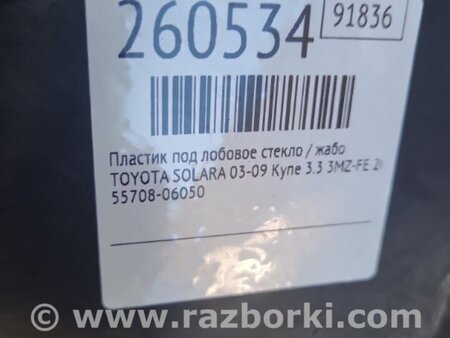 260534
91836
Пластик под лобовое стекло / жабо
TOYOTA SOLARA 03-09 Купе 3.3 3MZ-FE
55708-06050
© www.razborki.com